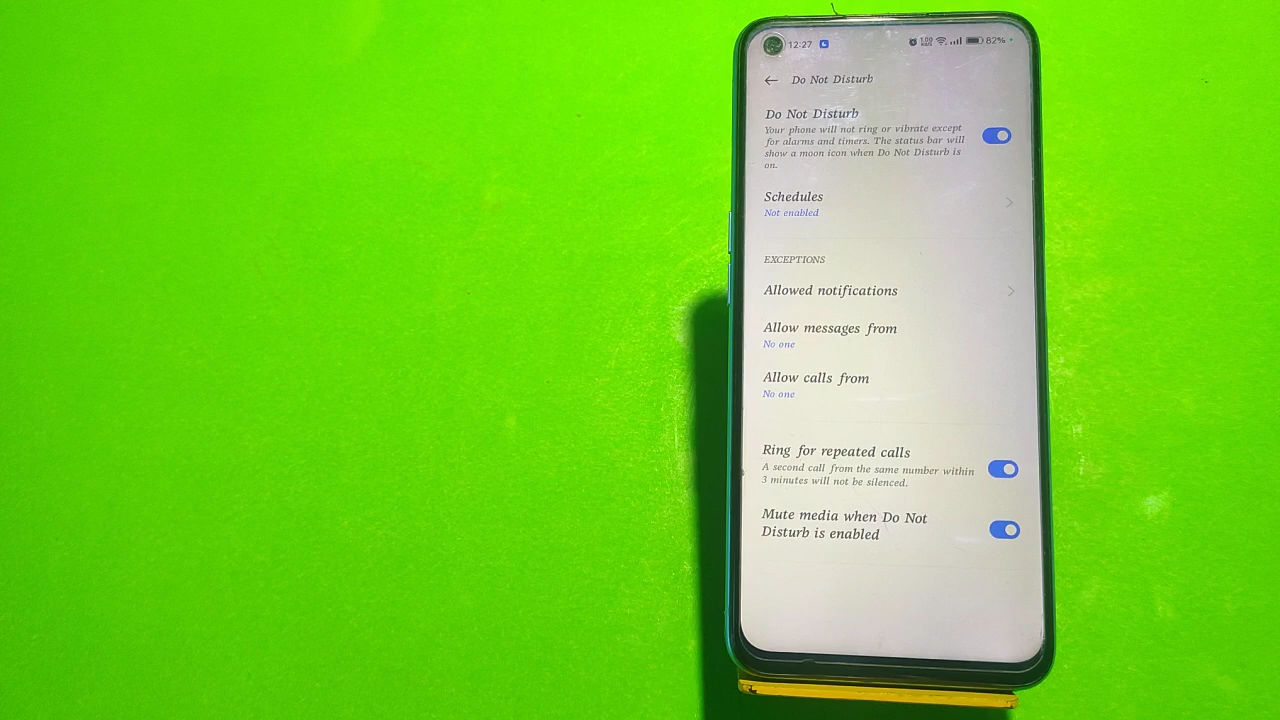 12:27
82%
Do Not Disturb
Do Not Disturb
Your phone will not ring or vibrate except
for alarms and timers. The status bar will
show a moon icon when Do Not Disturb is
on.
Schedules
Not enabled
EXCEPTIONS
Allowed notifications
Allow messages from
No one
Allow calls from
No one
Ring for repeated calls
A second call from the same number within
3 minutes will not be silenced.
Mute media when Do Not
Disturb is enabled